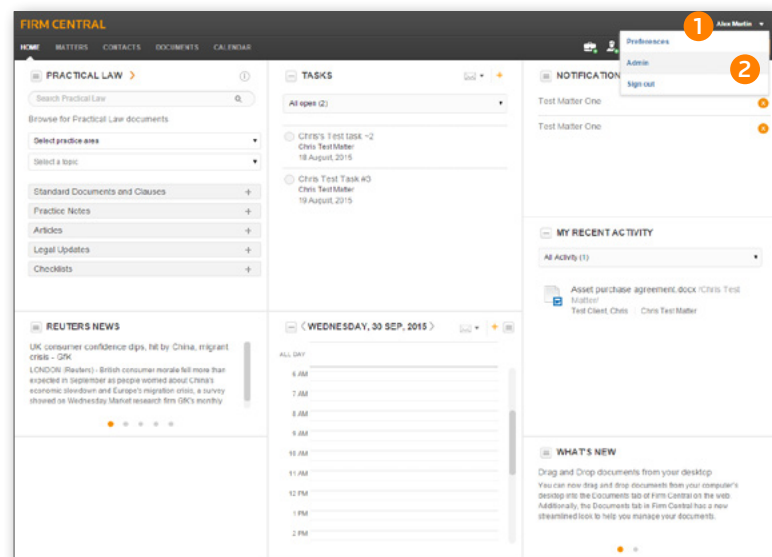 FIRM CENTRAL
1
Alex Martin
HOME MATTERS CONTACTS DOCUMENTS CALENDAR
Preferences
Admin
2
Sign out
PRACTICAL LAW
Search Practical Law
Browse for Practical Law documents
Select practice area
Select a topic
Standard Documents and Clauses
Practice Notes
Articles
Legal Updates
Checklists
TASKS
All open (2)
Chris's Test task ~2
Chris Test Matter
18 August, 2015
Chris Test Task #3
Chris Test Matter
19 August, 2015
NOTIFICATION
Test Matter One
Test Matter One
MY RECENT ACTIVITY
All Activity (1)
Asset purchase agreement.docx /Chris Test
Matter/
Test Client, Chris | Chris Test Matter
REUTERS NEWS
UK consumer confidence dips, hit by China, migrant
crisis - GfK
LONDON (Reuters) - British consumer morale fell more than
expected in September as people worried about China's
economic slowdown and Europe's migration crisis, a survey
showed on Wednesday. Market research firm GfK's monthly
WEDNESDAY, 30 SEP, 2015
ALL DAY
6 AM
7 AM
8 AM
9 AM
10 AM
11 AM
12 PM
1 PM
2 PM
WHAT'S NEW
Drag and Drop documents from your desktop
You can now drag and drop documents from your computer's
desktop into the Documents tab of Firm Central on the web.
Additionally, the Documents tab in Firm Central has a new
streamlined look to help you manage your documents.